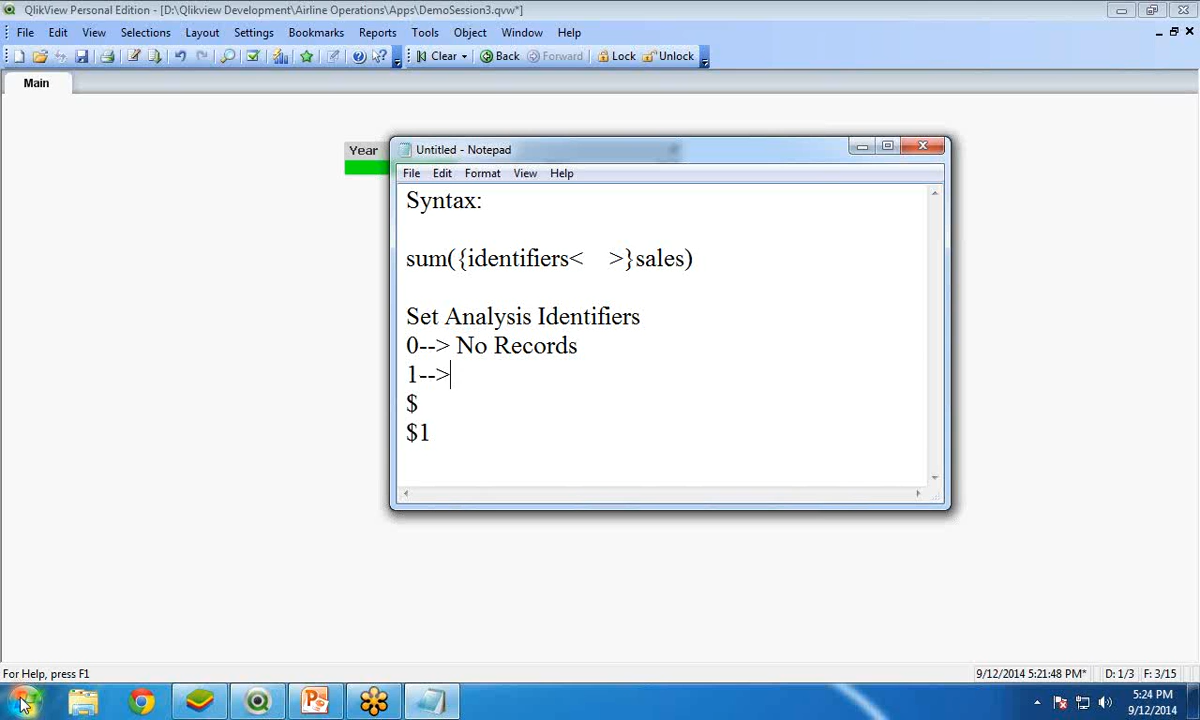 QlikView Personal Edition - [D:\Qlikview Development\Airline Operations\Apps\DemoSession3.qvw*]
File Edit View Selections Layout Settings Bookmarks Reports Tools Object Window Help
Clear Back Forward Lock Unlock
Main
Year
Untitled - Notepad
File Edit Format View Help
Syntax:
sum({identifiers< >}sales)
Set Analysis Identifiers
0--> No Records
1-->
$
$1
For Help, press F1
9/12/2014 5:21:48 PM* D: 1/3 F: 3/15
5:24 PM
9/12/2014